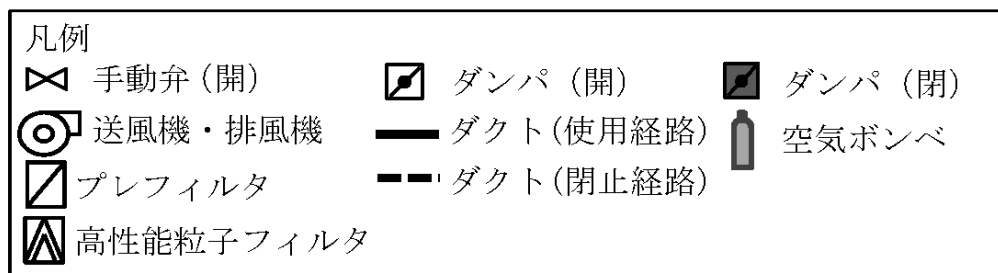 凡例
手動弁(開) ダンパ (開) ダンパ (閉)
送風機・排風機 ダクト(使用経路) 空気ボンベ
プレフィルタ ダクト(閉止経路)
高性能粒子フィルタ